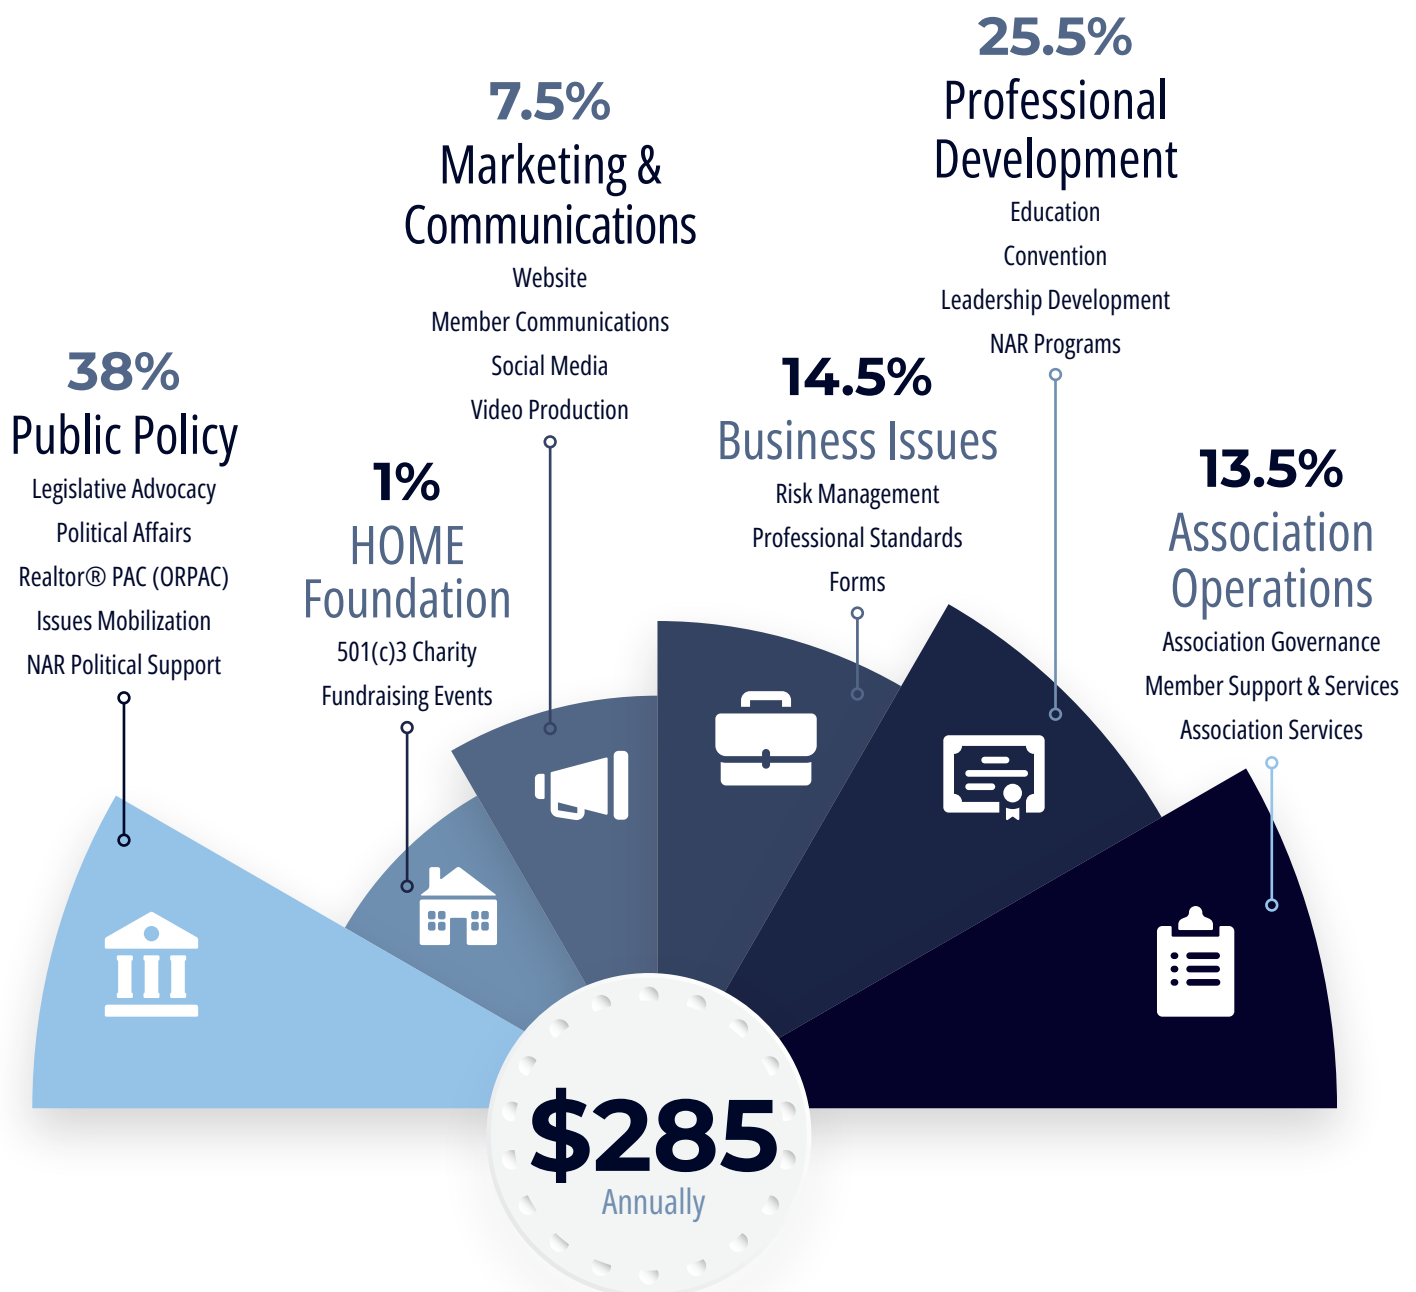 38%
Public Policy
Legislative Advocacy
Political Affairs
Realtor® PAC (ORPAC)
Issues Mobilization
NAR Political Support
1%
HOME
Foundation
501(c)3 Charity
Fundraising Events
7.5%
Marketing &
Communications
Website
Member Communications
Social Media
Video Production
14.5%
Business Issues
Risk Management
Professional Standards
Forms
25.5%
Professional
Development
Education
Convention
Leadership Development
NAR Programs
13.5%
Association
Operations
Association Governance
Member Support & Services
Association Services
$285
Annually